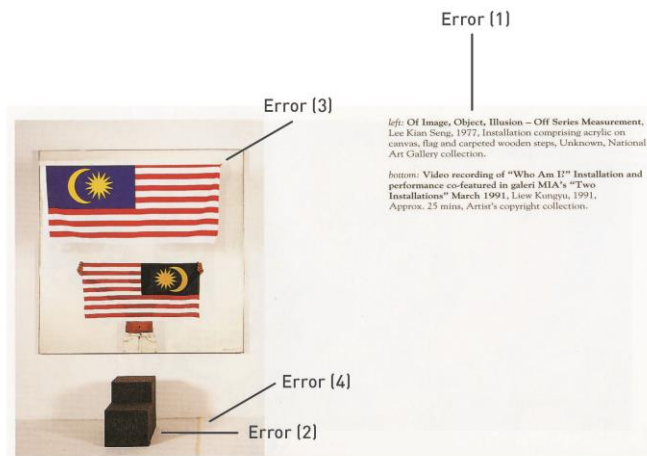 Error (1)
Error (3)
left: Of Image, Object, Illusion – Off Series Measurement,
Lee Kian Seng, 1977, Installation comprising acrylic on
canvas, flag and carpeted wooden steps, Unknown, National
Art Gallery collection.
bottom: Video recording of "Who Am I?" Installation and
performance co-featured in galeri MIA's "Two
Installations" March 1991, Liew Kungyu, 1991,
Approx. 25 mins, Artist's copyright collection.
Error (4)
Error (2)